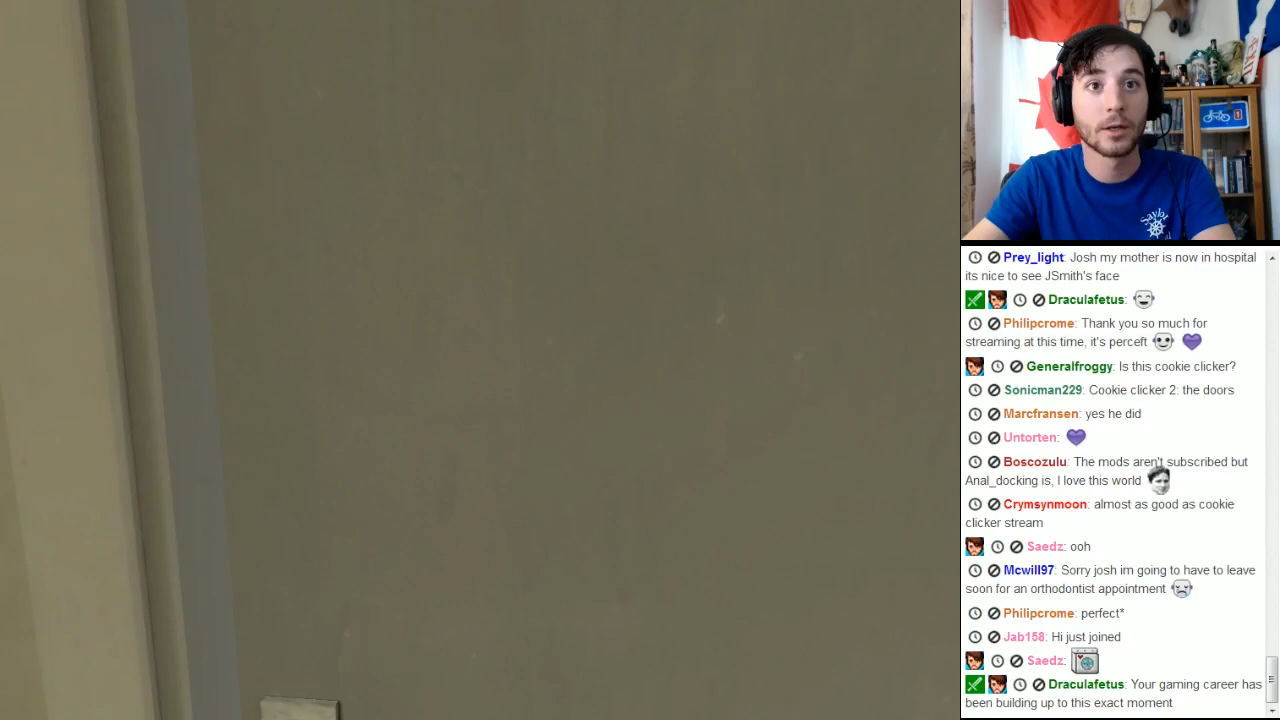 Saylor
Prey_light: Josh my mother is now in hospital
its nice to see JSmith's face
Draculafetus:
Philipcrome: Thank you so much for
streaming at this time, it's perceft
Generalfroggy: Is this cookie clicker?
Sonicman229: Cookie clicker 2: the doors
Marcfransen: yes he did
Untorten:
Boscozulu: The mods aren't subscribed but
Anal_docking is, I love this world
Crymsynmoon: almost as good as cookie
clicker stream
Saedz: ooh
Mcwill97: Sorry josh im going to have to leave
soon for an orthodontist appointment
Philipcrome: perfect*
Jab158: Hi just joined
Saedz:
Draculafetus: Your gaming career has
been building up to this exact moment